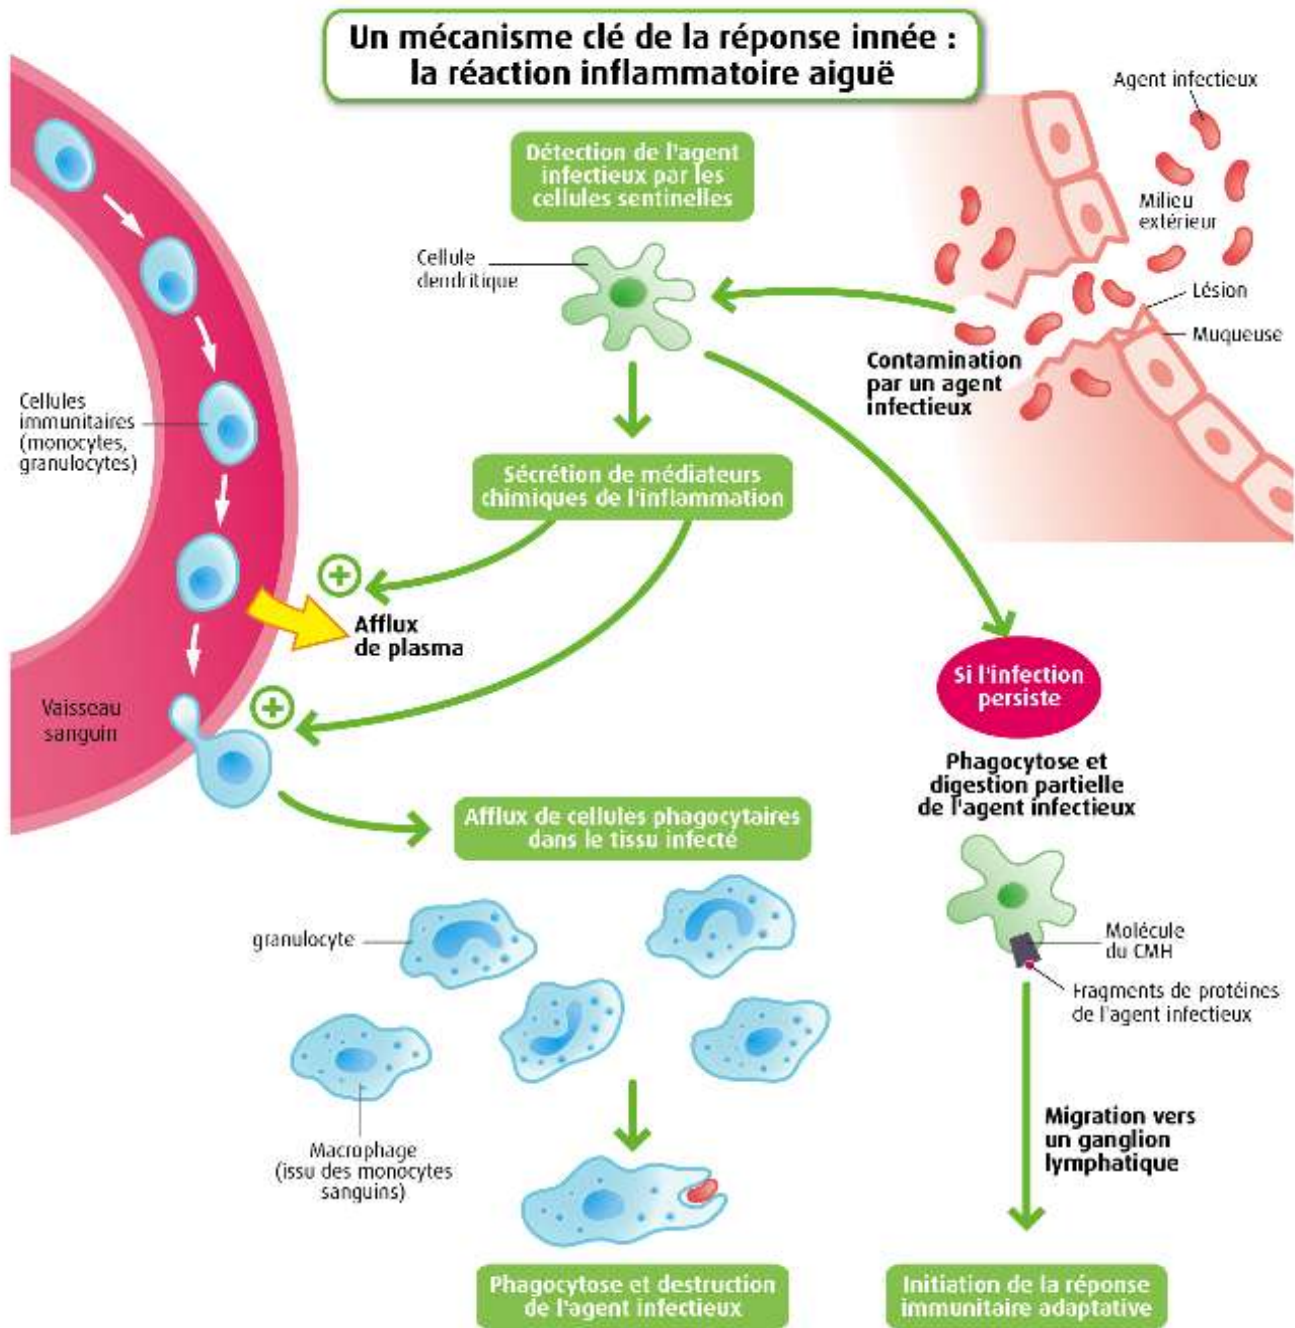 Un mécanisme clé de la réponse innée :
la réaction inflammatoire aiguë
Agent infectieux
Détection de l'agent
infectieux par les
cellules sentinelles
Milieu
extérieur
Cellule
dendritique
Lésion
Muqueuse
Contamination
par un agent
infectieux
Cellules
immunitaires
(monocytes,
granulocytes)
Sécrétion de médiateurs
chimiques de l'inflammation
+
Afflux
de plasma
Si l'infection
persiste
+
Vaisseau
sanguin
Phagocytose et
digestion partielle
de l'agent infectieux
Afflux de cellules phagocytaires
dans le tissu infecté
granulocyte
Molécule
du CMH
Fragments de protéines
de l'agent infectieux
Macrophage
(issu des monocytes
sanguins)
Migration vers
un ganglion
lymphatique
Phagocytose et destruction
de l'agent infectieux
Initiation de la réponse
immunitaire adaptative